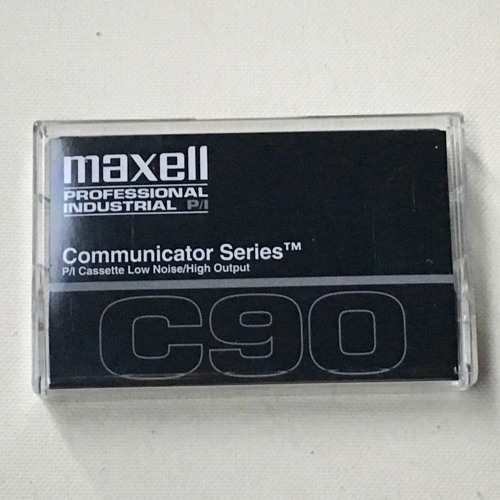 maxell
PROFESSIONAL
INDUSTRIAL P/I
Communicator Series™
P/I Cassette Low Noise/High Output
C90